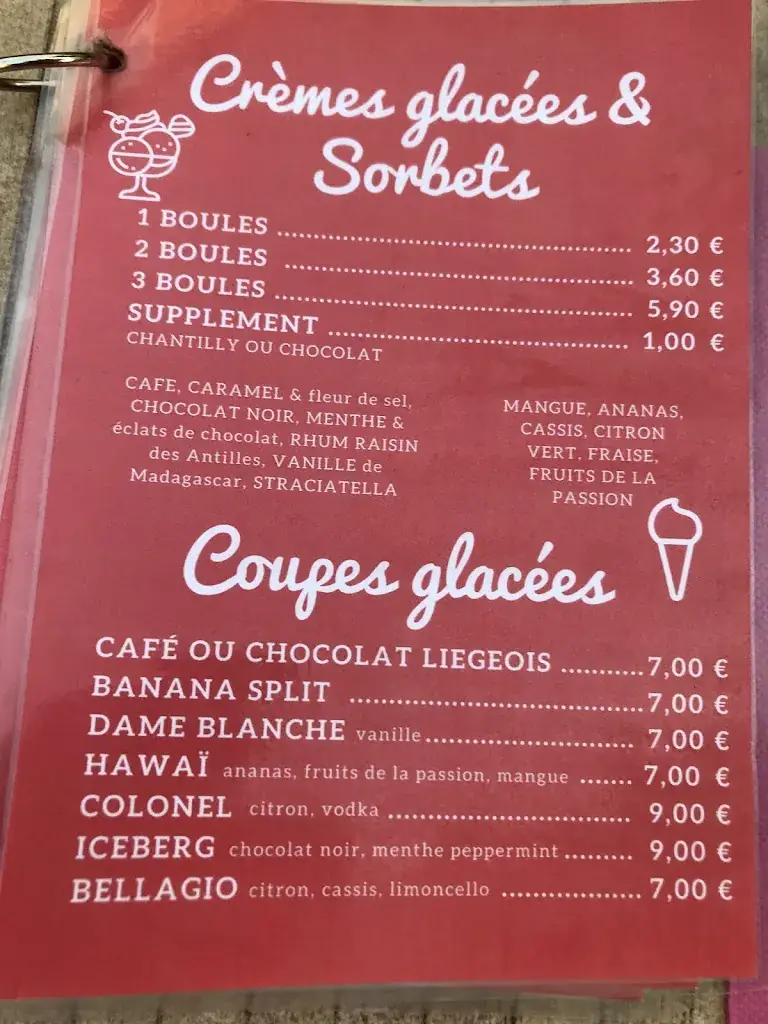 Crèmes glacées &
Sorbets
1 BOULES ........ 2,30 €
2 BOULES ........ 3,60 €
3 BOULES ........ 5,90 €
SUPPLEMENT ........ 1,00 €
CHANTILLY OU CHOCOLAT
CAFE, CARAMEL & fleur de sel,
CHOCOLAT NOIR, MENTHE &
éclats de chocolat, RHUM RAISIN
des Antilles, VANILLE de
Madagascar, STRACIATELLA
MANGUE, ANANAS,
CASSIS, CITRON
VERT, FRAISE,
FRUITS DE LA
PASSION
Coupes glacées
CAFÉ OU CHOCOLAT LIEGEOIS ........ 7,00 €
BANANA SPLIT ........ 7,00 €
DAME BLANCHE vanille ........ 7,00 €
HAWAÏ ananas, fruits de la passion, mangue ....... 7,00 €
COLONEL citron, vodka ........ 9,00 €
ICEBERG chocolat noir, menthe peppermint ........ 9,00 €
BELLAGIO citron, cassis, limoncello ........ 7,00 €